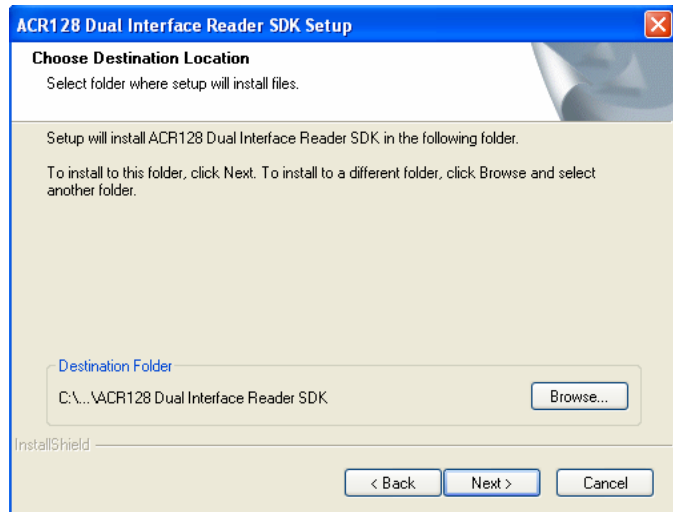 ACR128 Dual Interface Reader SDK Setup
Choose Destination Location
Select folder where setup will install files.
Setup will install ACR128 Dual Interface Reader SDK in the following folder.
To install to this folder, click Next. To install to a different folder, click Browse and select
another folder.
Destination Folder
C:\...\ACR128 Dual Interface Reader SDK
Browse...
InstallShield
< Back
Next >
Cancel